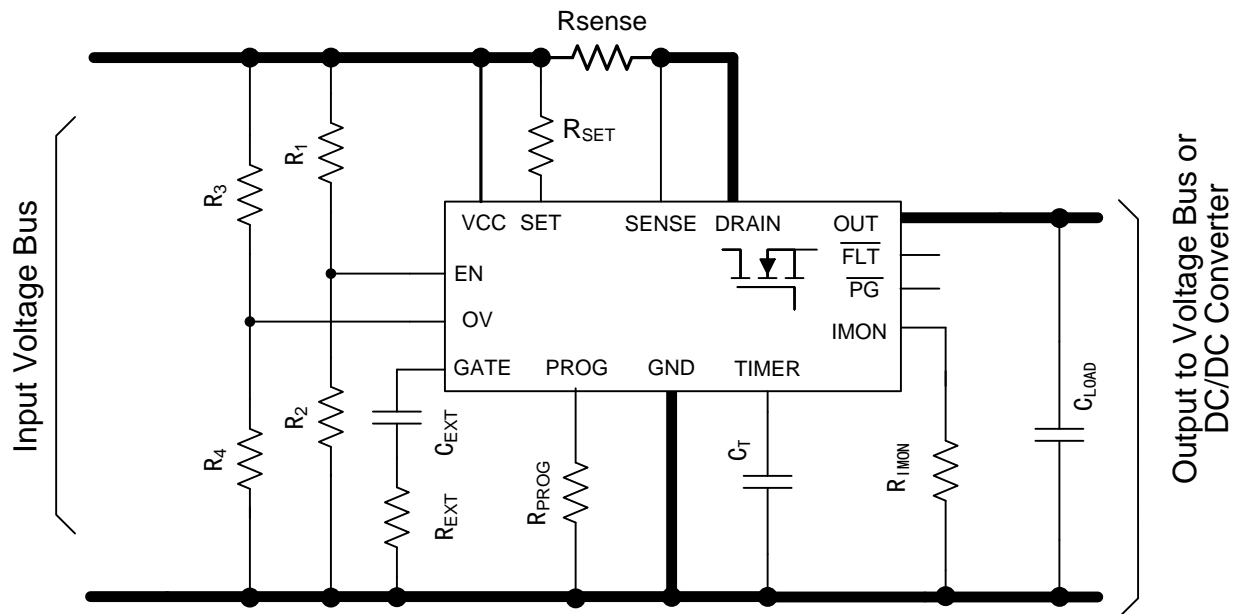 Rsense
R1
RSET
R3
VCC
SET
SENSE
DRAIN
OUT
EN
FLT
PG
OV
IMON
GATE
PROG
GND
TIMER
R2
R4
CEXT
REXT
RPROG
CT
RIMON
CLOAD
Input Voltage Bus
Output to Voltage Bus or
DC/DC Converter